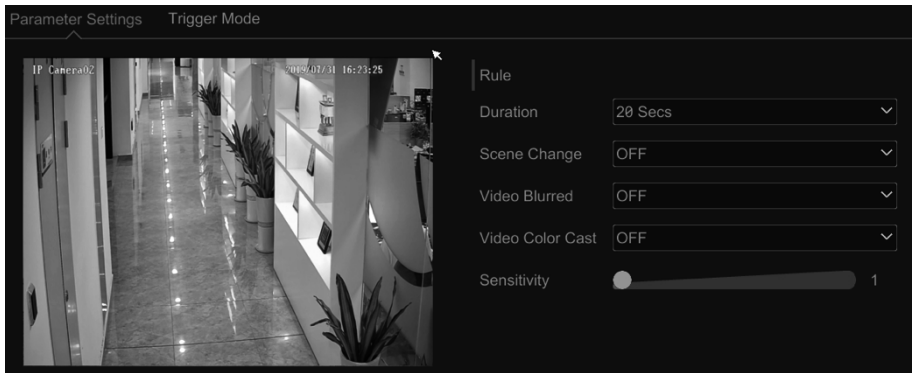 Parameter Settings Trigger Mode
IP Camera02 2019/07/31 16:23:25
Rule
Duration 20 Secs
Scene Change OFF
Video Blurred OFF
Video Color Cast OFF
Sensitivity 1